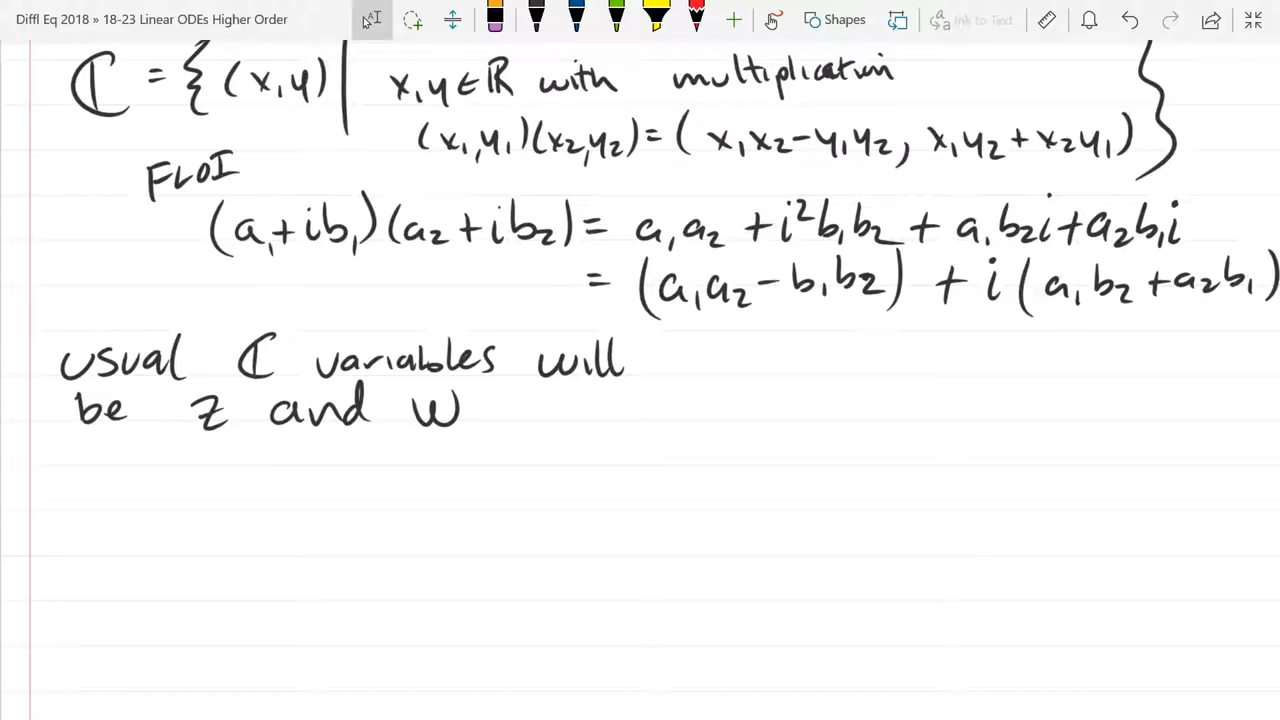 Diffl Eq 2018 » 18-23 Linear ODEs Higher Order
Shapes
Ink to Text
ℂ = { (x,y) | x,y ∈ ℝ with multiplication
(x₁,y₁)(x₂,y₂) = ( x₁x₂ - y₁y₂, x₁y₂ + x₂y₁) }
FLOI
(a₁+ib₁)(a₂+ib₂) = a₁a₂ + i²b₁b₂ + a₁b₂i + a₂b₁i
= (a₁a₂ - b₁b₂) + i(a₁b₂ + a₂b₁)
usual ℂ variables will
be z and w